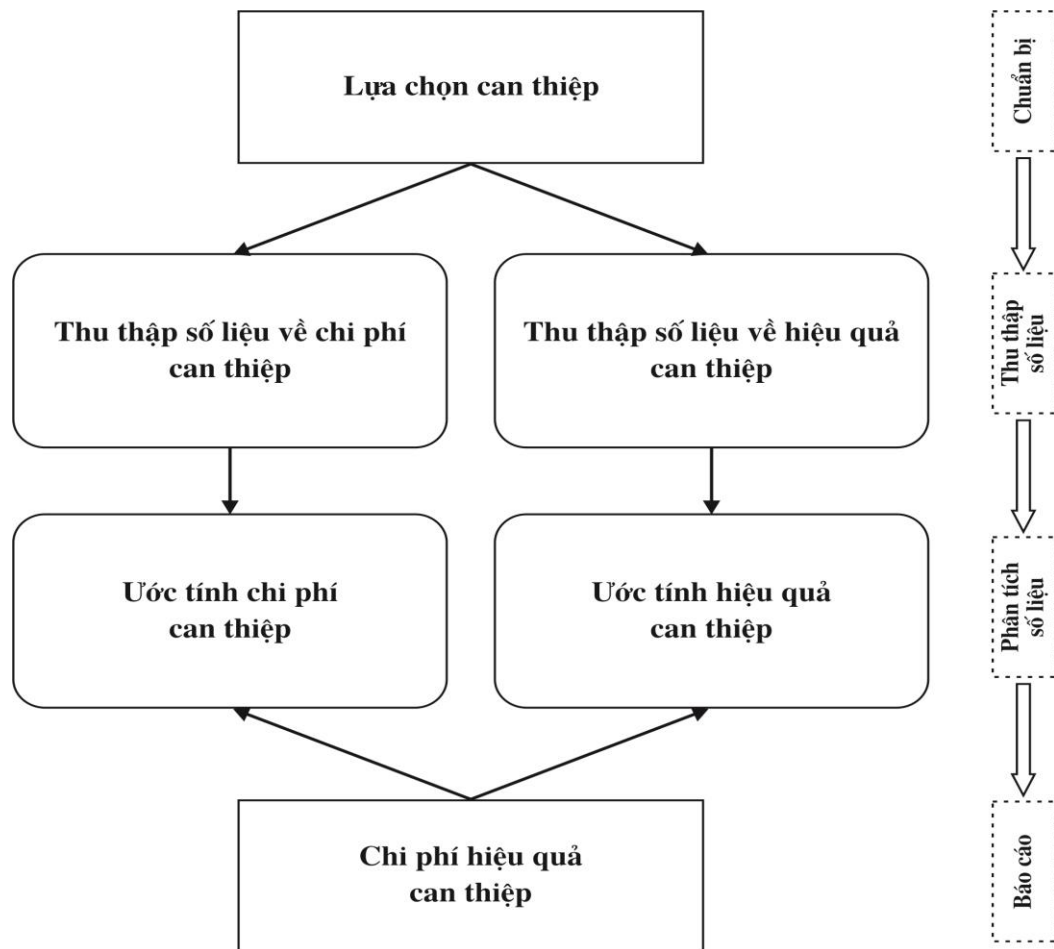 Lựa chọn can thiệp
Chuẩn bị
Thu thập số liệu về chi phí
can thiệp
Thu thập số liệu về hiệu quả
can thiệp
Thu thập
số liệu
Ước tính chi phí
can thiệp
Ước tính hiệu quả
can thiệp
Phân tích
số liệu
Chi phí hiệu quả
can thiệp
Báo cáo